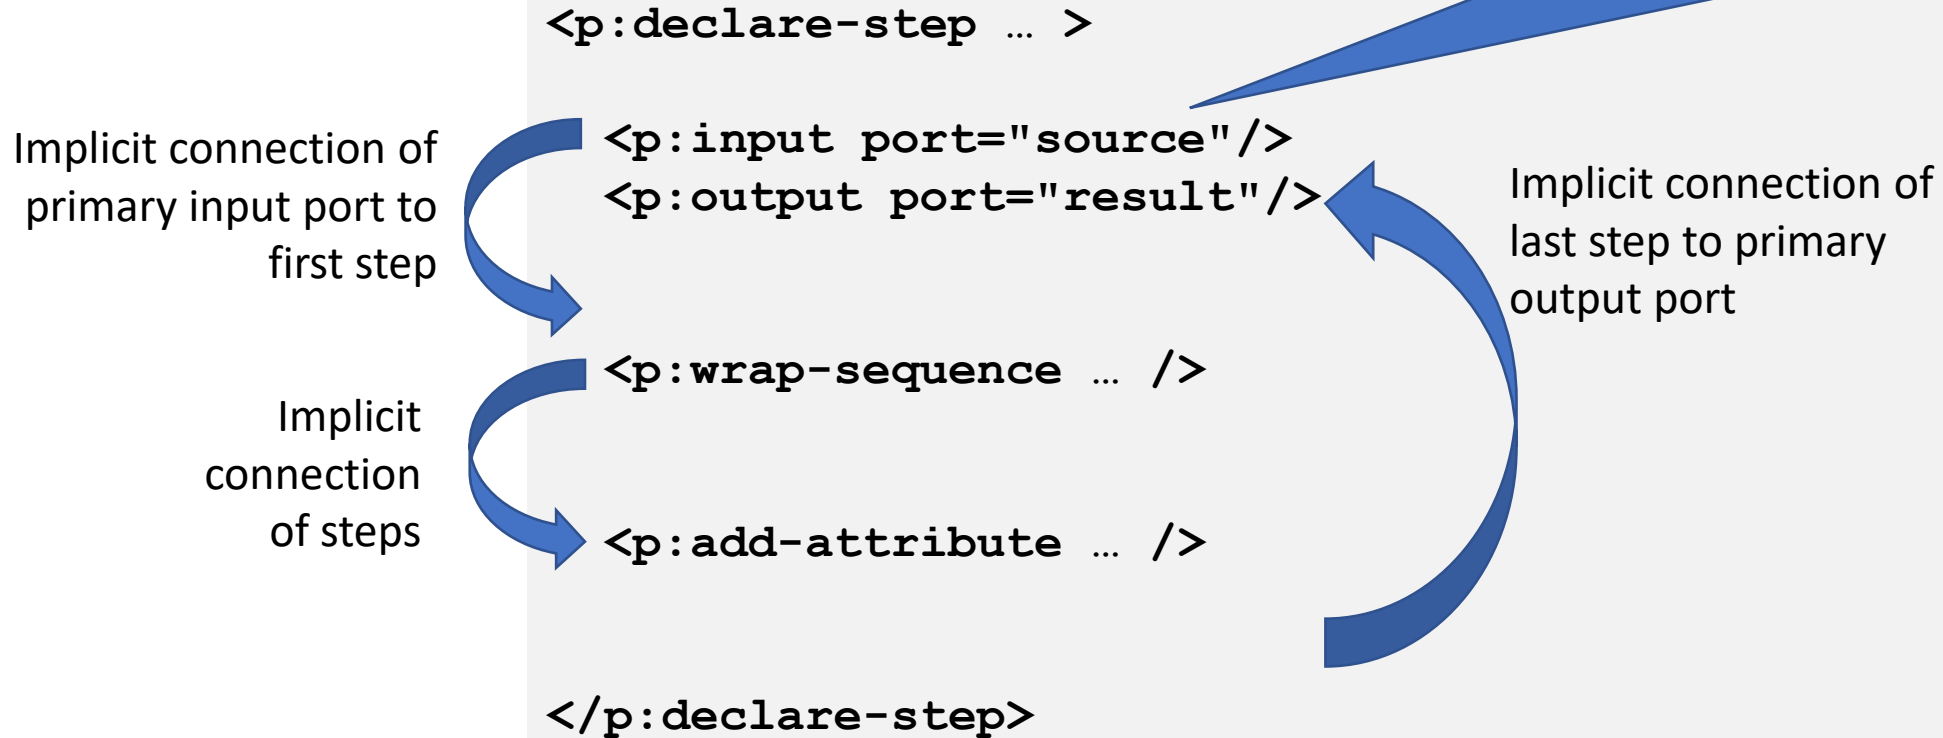 <p:declare-step … >
Implicit connection of
primary input port to
first step
<p:input port="source"/>
<p:output port="result"/>
Implicit connection of
last step to primary
output port
<p:wrap-sequence … />
Implicit
connection
of steps
<p:add-attribute … />
</p:declare-step>